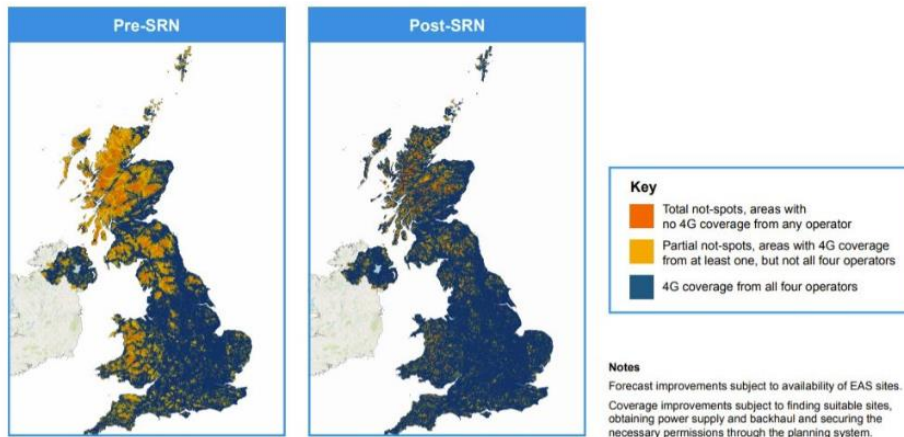 Pre-SRN
Post-SRN
Key
Total not-spots, areas with
no 4G coverage from any operator
Partial not-spots, areas with 4G coverage
from at least one, but not all four operators
4G coverage from all four operators
Notes
Forecast improvements subject to availability of EAS sites.
Coverage improvements subject to finding suitable sites,
obtaining power supply and backhaul and securing the
necessary permissions through the planning system.